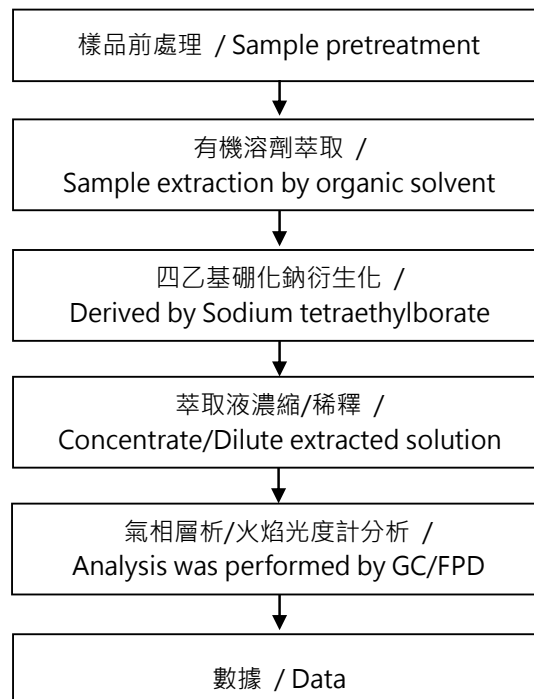 樣品前處理 / Sample pretreatment
有機溶劑萃取 /
Sample extraction by organic solvent
四乙基硼化鈉衍生化 /
Derived by Sodium tetraethylborate
萃取液濃縮/稀釋 /
Concentrate/Dilute extracted solution
氣相層析/火焰光度計分析 /
Analysis was performed by GC/FPD
數據 / Data